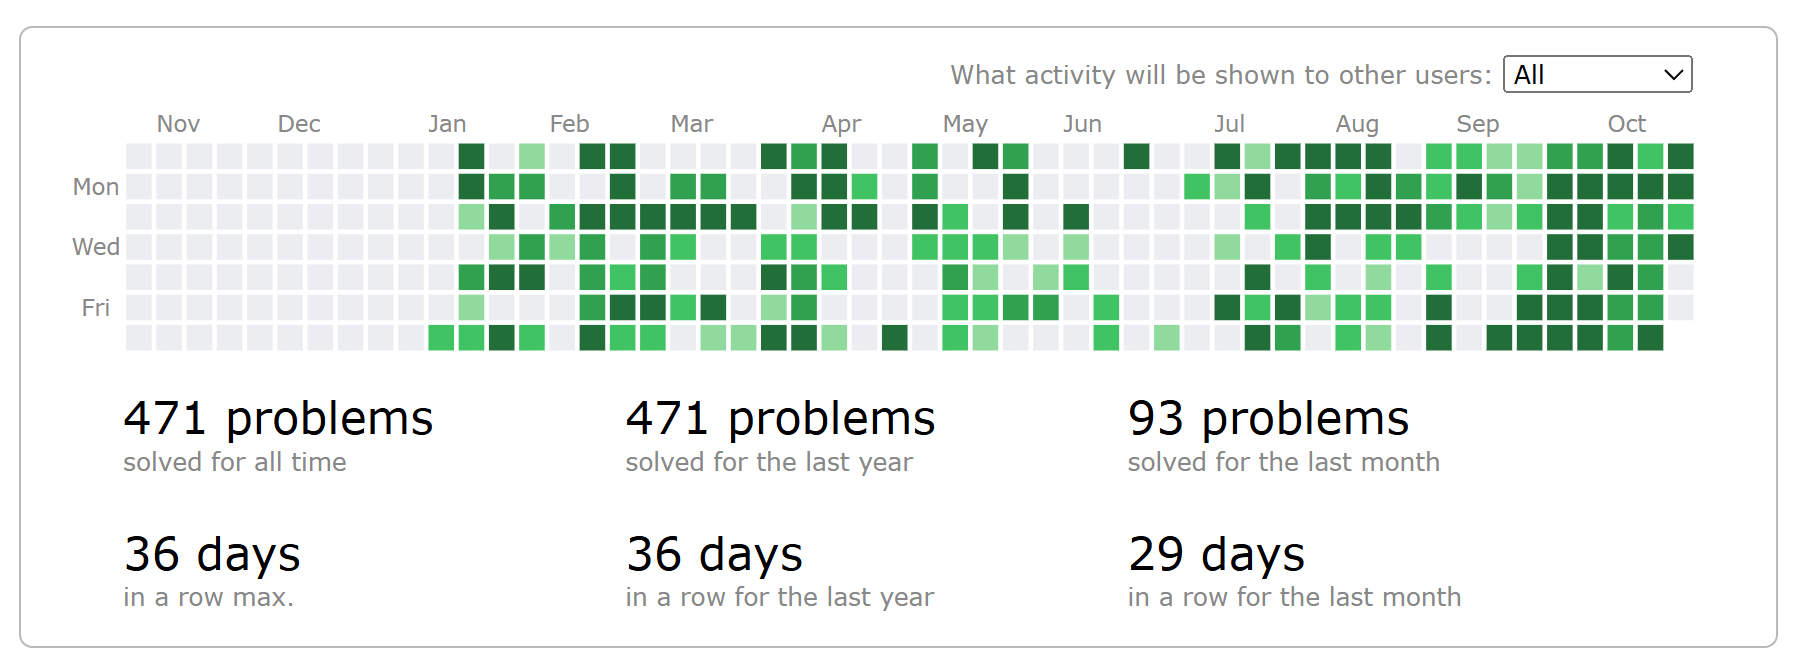 What activity will be shown to other users: All
Nov Dec Jan Feb Mar Apr May Jun Jul Aug Sep Oct
Mon
Wed
Fri
471 problems 471 problems 93 problems
solved for all time solved for the last year solved for the last month
36 days 36 days 29 days
in a row max. in a row for the last year in a row for the last month